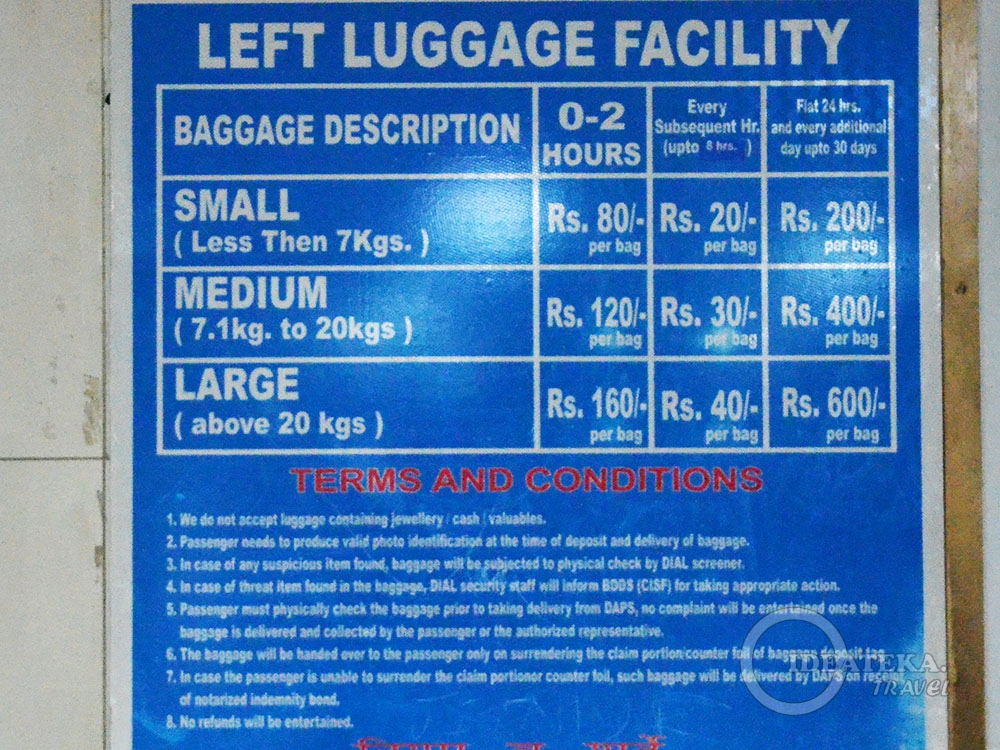 LEFT LUGGAGE FACILITY
BAGGAGE DESCRIPTION
0-2
HOURS
Every
Subsequent Hr.
(upto 8 hrs. )
Flat 24 hrs.
and every additional
day upto 30 days
SMALL
( Less Then 7Kgs. )
Rs. 80/-
per bag
Rs. 20/-
per bag
Rs. 200/-
per bag
MEDIUM
( 7.1kg. to 20kgs )
Rs. 120/-
per bag
Rs. 30/-
per bag
Rs. 400/-
per bag
LARGE
( above 20 kgs )
Rs. 160/-
per bag
Rs. 40/-
per bag
Rs. 600/-
per bag
TERMS AND CONDITIONS
1. We do not accept luggage containing jewellery / cash / valuables.
2. Passenger needs to produce valid photo identification at the time of deposit and delivery of baggage.
3. In case of any suspicious item found, baggage will be subjected to physical check by DIAL screener.
4. In case of threat item found in the baggage, DIAL security staff will inform BDDS (CISF) for taking appropriate action.
5. Passenger must physically check the baggage prior to taking delivery from DAPS, no complaint will be entertained once the
baggage is delivered and collected by the passenger or the authorized representative.
6. The baggage will be handed over to the passenger only on surrendering the claim portion/counter foil of baggage deposit tag
7. In case the passenger is unable to surrender the claim portionor counter foil, such baggage will be delivered by DAPS on receipt
of notarized indemnity bond.
8. No refunds will be entertained.
IDEATEKA.
TRAVEL